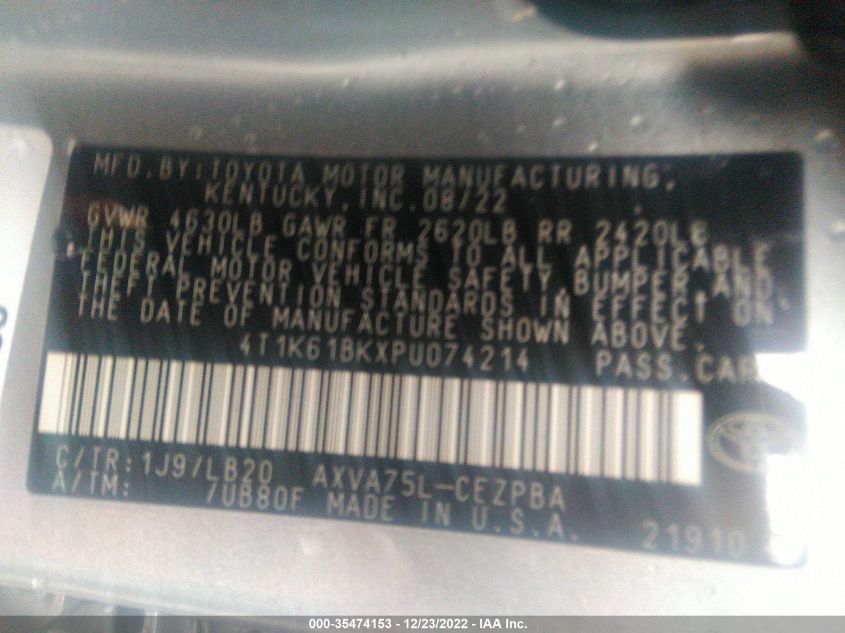 MFD.BY:TOYOTA MOTOR MANUFACTURING,
KENTUCKY,INC.08/22
GVWR 4630LB GAWR FR 2620LB RR 2420LB
THIS VEHICLE CONFORMS TO ALL APPLICABLE
FEDERAL MOTOR VEHICLE SAFETY,BUMPER,AND
THEFT PREVENTION STANDARDS IN EFFECT ON
THE DATE OF MANUFACTURE SHOWN ABOVE.
4T1K61BKXPU074214 PASS.CAR
C/TR:1J9/LB20 AXVA75L-CEZPBA
A/TM: /UB80F MADE IN U.S.A.
21910
000-35474153 - 12/23/2022 - IAA Inc.